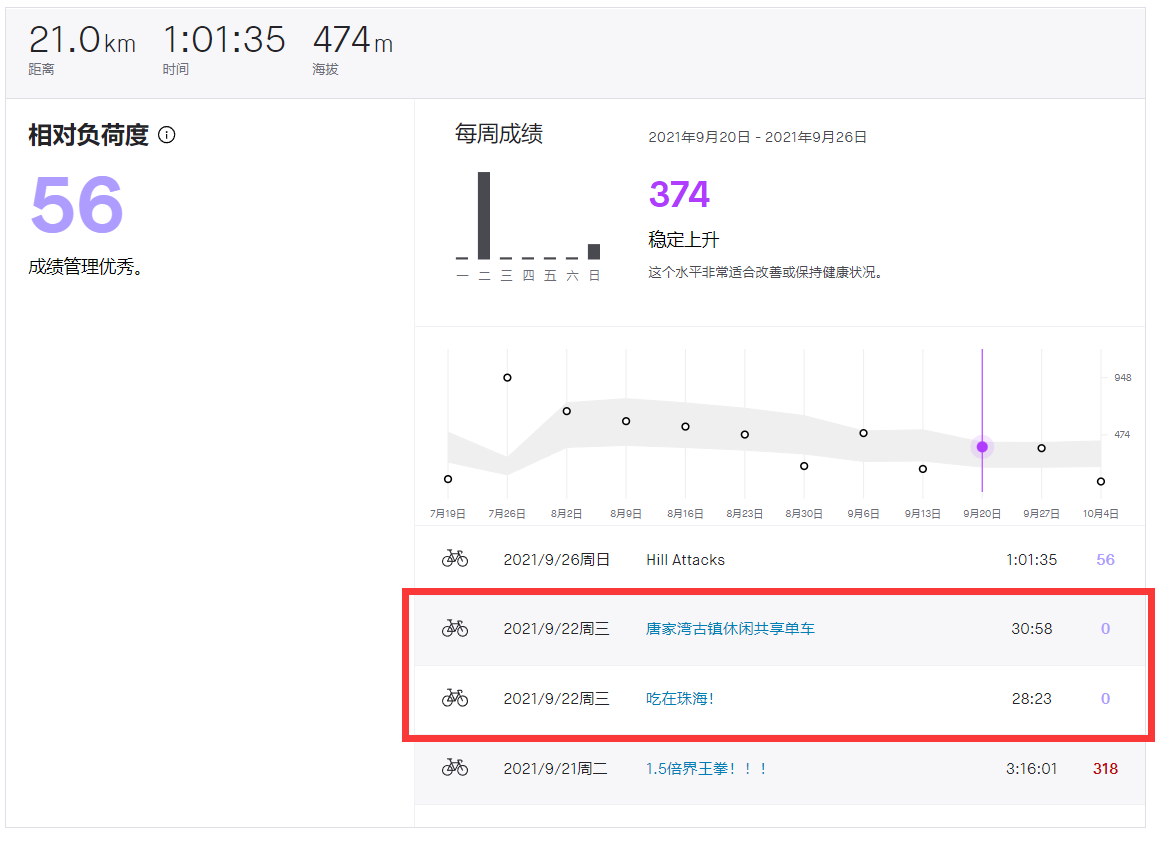 21.0km 1:01:35 474m
距离 时间 海拔
相对负荷度
56
成绩管理优秀。
每周成绩
一 二 三 四 五 六 日
2021年9月20日 - 2021年9月26日
374
稳定上升
这个水平非常适合改善或保持健康状况。
948
474
7月19日 7月26日 8月2日 8月9日 8月16日 8月23日 8月30日 9月6日 9月13日 9月20日 9月27日 10月4日
2021/9/26周日 Hill Attacks 1:01:35 56
2021/9/22周三 唐家湾古镇休闲共享单车 30:58 0
2021/9/22周三 吃在珠海! 28:23 0
2021/9/21周二 1.5倍界王拳！！！ 3:16:01 318